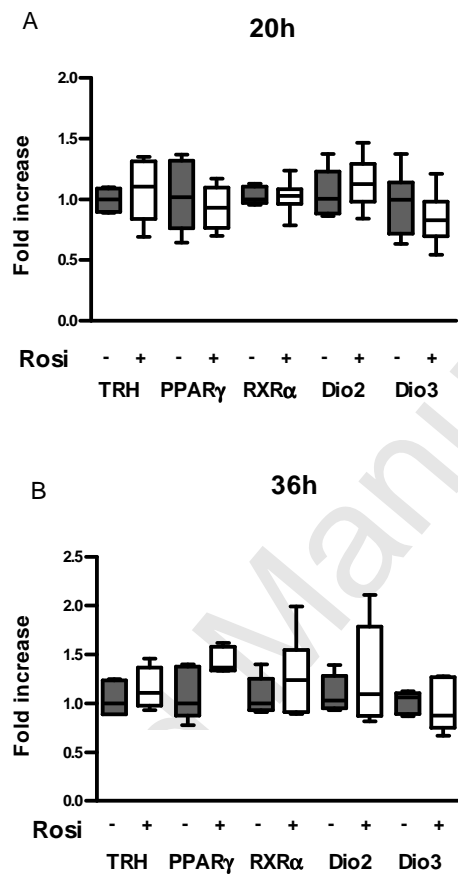 A
20h
2.0
1.5
1.0
0.5
0.0
Fold increase
Rosi - + - + - + - + - +
TRH PPARγ RXRα Dio2 Dio3
B
36h
2.5
2.0
1.5
1.0
0.5
0.0
Fold increase
Rosi - + - + - + - + - +
TRH PPARγ RXRα Dio2 Dio3
Manu